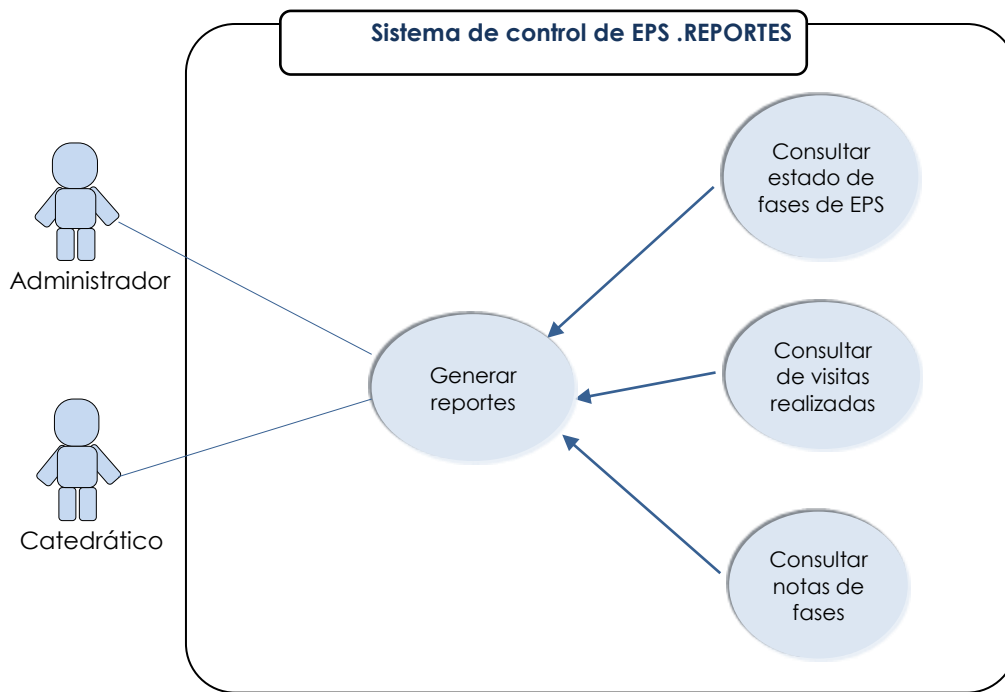 Sistema de control de EPS .REPORTES
Consultar
estado de
fases de EPS
Administrador
Generar
reportes
Consultar
de visitas
realizadas
Catedrático
Consultar
notas de
fases